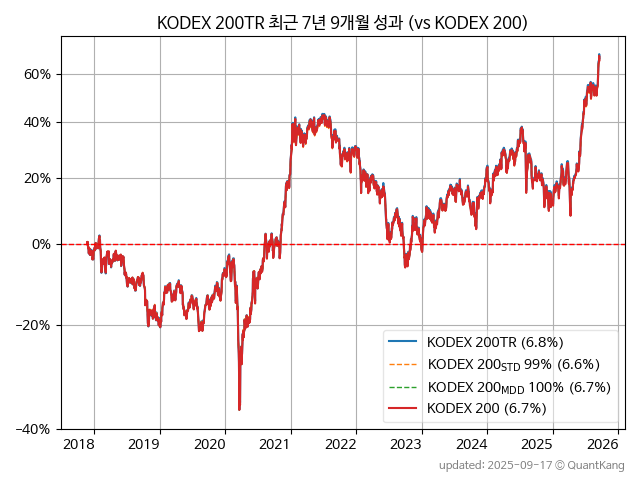 KODEX 200TR 최근 7년 9개월 성과 (vs KODEX 200)
60%
40%
20%
0%
−20%
−40%
KODEX 200TR (6.8%)
KODEX 200STD 99% (6.6%)
KODEX 200MDD 100% (6.7%)
KODEX 200 (6.7%)
2018 2019 2020 2021 2022 2023 2024 2025 2026
updated: 2025-09-17 © QuantKang